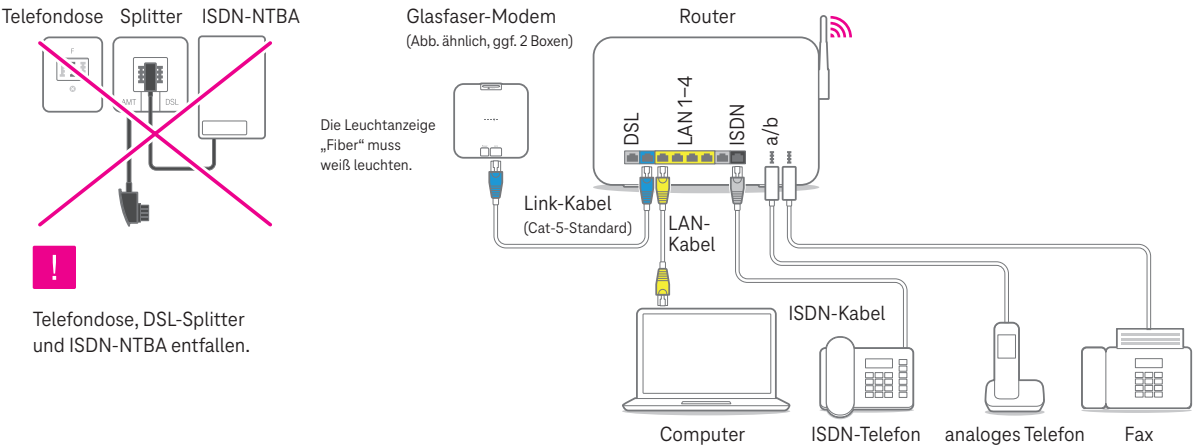 Telefondose
Splitter
ISDN-NTBA
F
AMT
DSL
!
Telefondose, DSL-Splitter
und ISDN-NTBA entfallen.
Glasfaser-Modem
(Abb. ähnlich, ggf. 2 Boxen)
Die Leuchtanzeige
„Fiber“ muss
weiß leuchten.
Router
DSL
LAN 1–4
ISDN
a/b
Link-Kabel
(Cat-5-Standard)
LAN-
Kabel
ISDN-Kabel
Computer
ISDN-Telefon
analoges Telefon
Fax